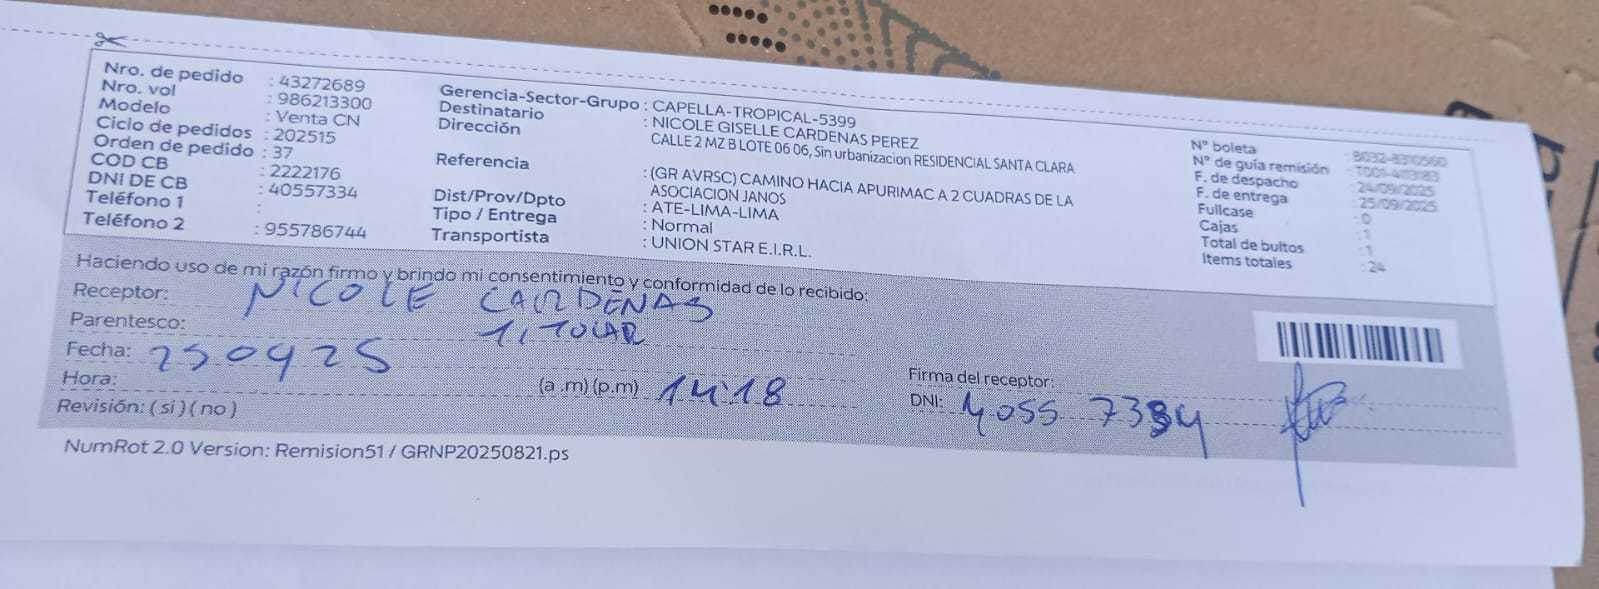 Nro. de pedido : 43272689
Nro. vol : 986213300
Modelo : Venta CN
Ciclo de pedidos : 202515
Orden de pedido : 37
COD CB : 2222176
DNI DE CB : 40557334
Teléfono 1 :
Teléfono 2 : 955786744
Gerencia-Sector-Grupo : CAPELLA-TROPICAL-5399
Destinatario : NICOLE GISELLE CARDENAS PEREZ
Dirección CALLE 2 MZ B LOTE 06 06, Sin urbanizacion RESIDENCIAL SANTA CLARA
Referencia : (GR AVRSC) CAMINO HACIA APURIMAC A 2 CUADRAS DE LA
ASOCIACION JANOS
Dist/Prov/Dpto : ATE-LIMA-LIMA
Tipo / Entrega : Normal
Transportista : UNION STAR E.I.R.L.
N° boleta :
N° de guía remisión :
F. de despacho : 24/09/2025
F. de entrega : 25/09/2025
Fullcase : 0
Cajas : 1
Total de bultos : 1
Items totales : 24
Haciendo uso de mi razón firmo y brindo mi consentimiento y conformidad de lo recibido:
Receptor: NICOLE CARDENAS
Parentesco: TITULAR
Fecha: 250925
Hora: (a .m) (p.m) 14:18
Revisión: ( si ) ( no )
Firma del receptor:
DNI: 4055 7334
NumRot 2.0 Version: Remision51 / GRNP20250821.ps